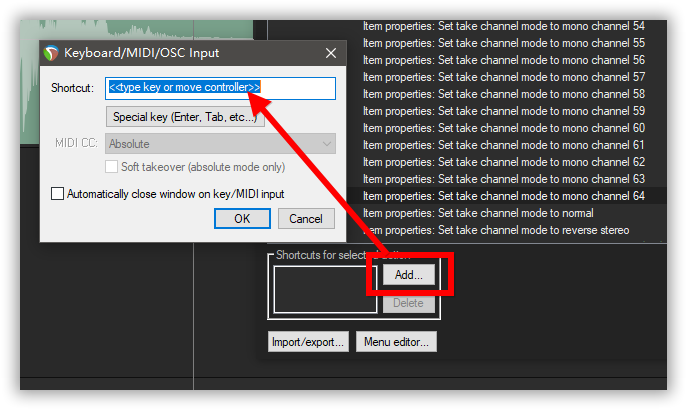 Item properties: Set take channel mode to mono channel 54
Item properties: Set take channel mode to mono channel 55
Item properties: Set take channel mode to mono channel 56
Item properties: Set take channel mode to mono channel 57
Item properties: Set take channel mode to mono channel 58
Item properties: Set take channel mode to mono channel 59
Item properties: Set take channel mode to mono channel 60
Item properties: Set take channel mode to mono channel 61
Item properties: Set take channel mode to mono channel 62
Item properties: Set take channel mode to mono channel 63
Item properties: Set take channel mode to mono channel 64
Item properties: Set take channel mode to normal
Item properties: Set take channel mode to reverse stereo
Keyboard/MIDI/OSC Input
Shortcut: <<type key or move controller>>
Special key (Enter, Tab, etc...)
MIDI CC: Absolute
Soft takeover (absolute mode only)
Automatically close window on key/MIDI input
OK Cancel
Shortcuts for selected action
Add...
Delete
Import/export... Menu editor...